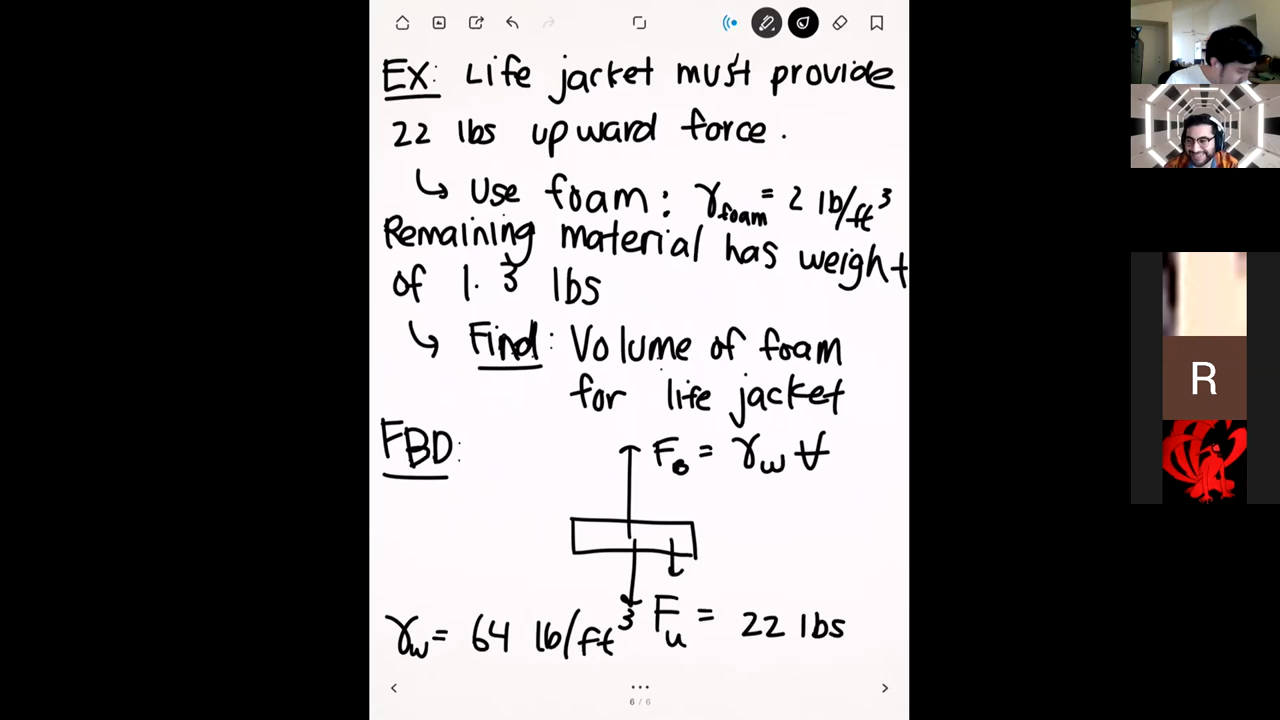 EX: Life jacket must provide
22 lbs upward force.
↳ Use foam: γfoam = 2 lb/ft³
Remaining material has weight
of 1.3 lbs
↳ Find: Volume of foam
for life jacket
FBD:
FB = γw V
Fu = 22 lbs
γw = 64 lb/ft³
6 / 6
R